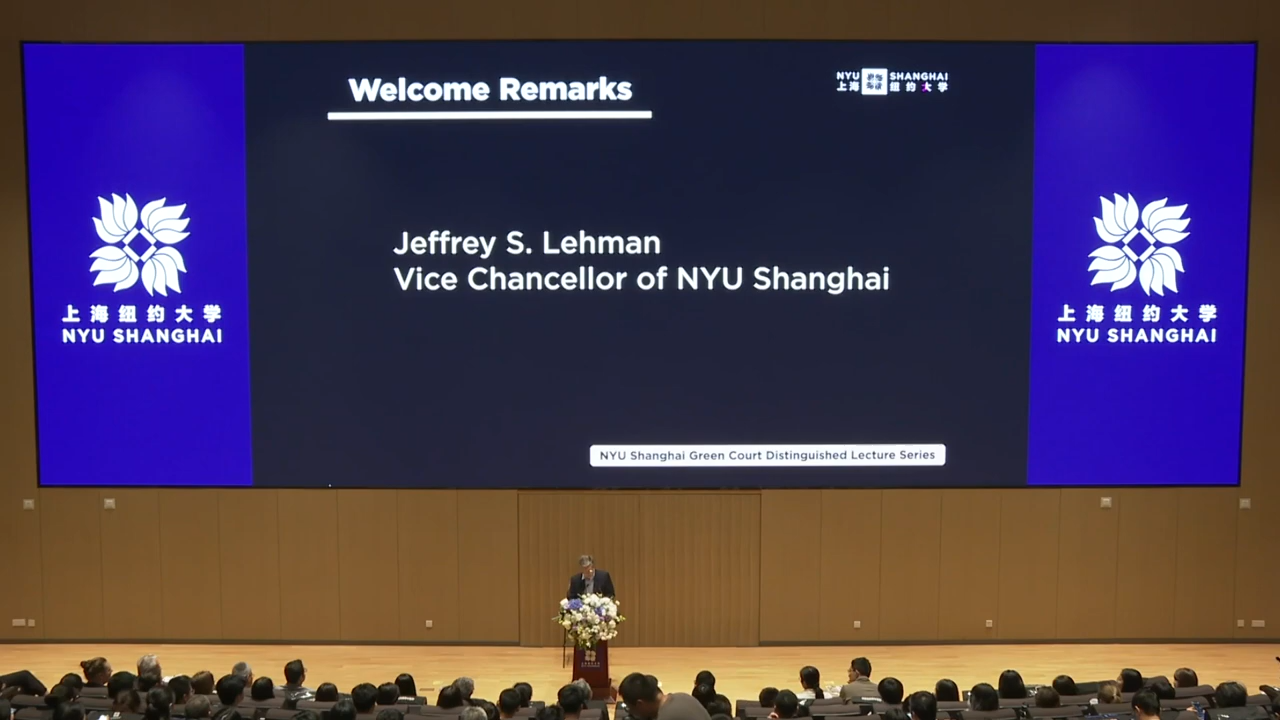 Welcome Remarks
NYU SHANGHAI
上海 纽约大学
Jeffrey S. Lehman
Vice Chancellor of NYU Shanghai
NYU Shanghai Green Court Distinguished Lecture Series
上海纽约大学
NYU SHANGHAI
上海纽约大学
NYU SHANGHAI